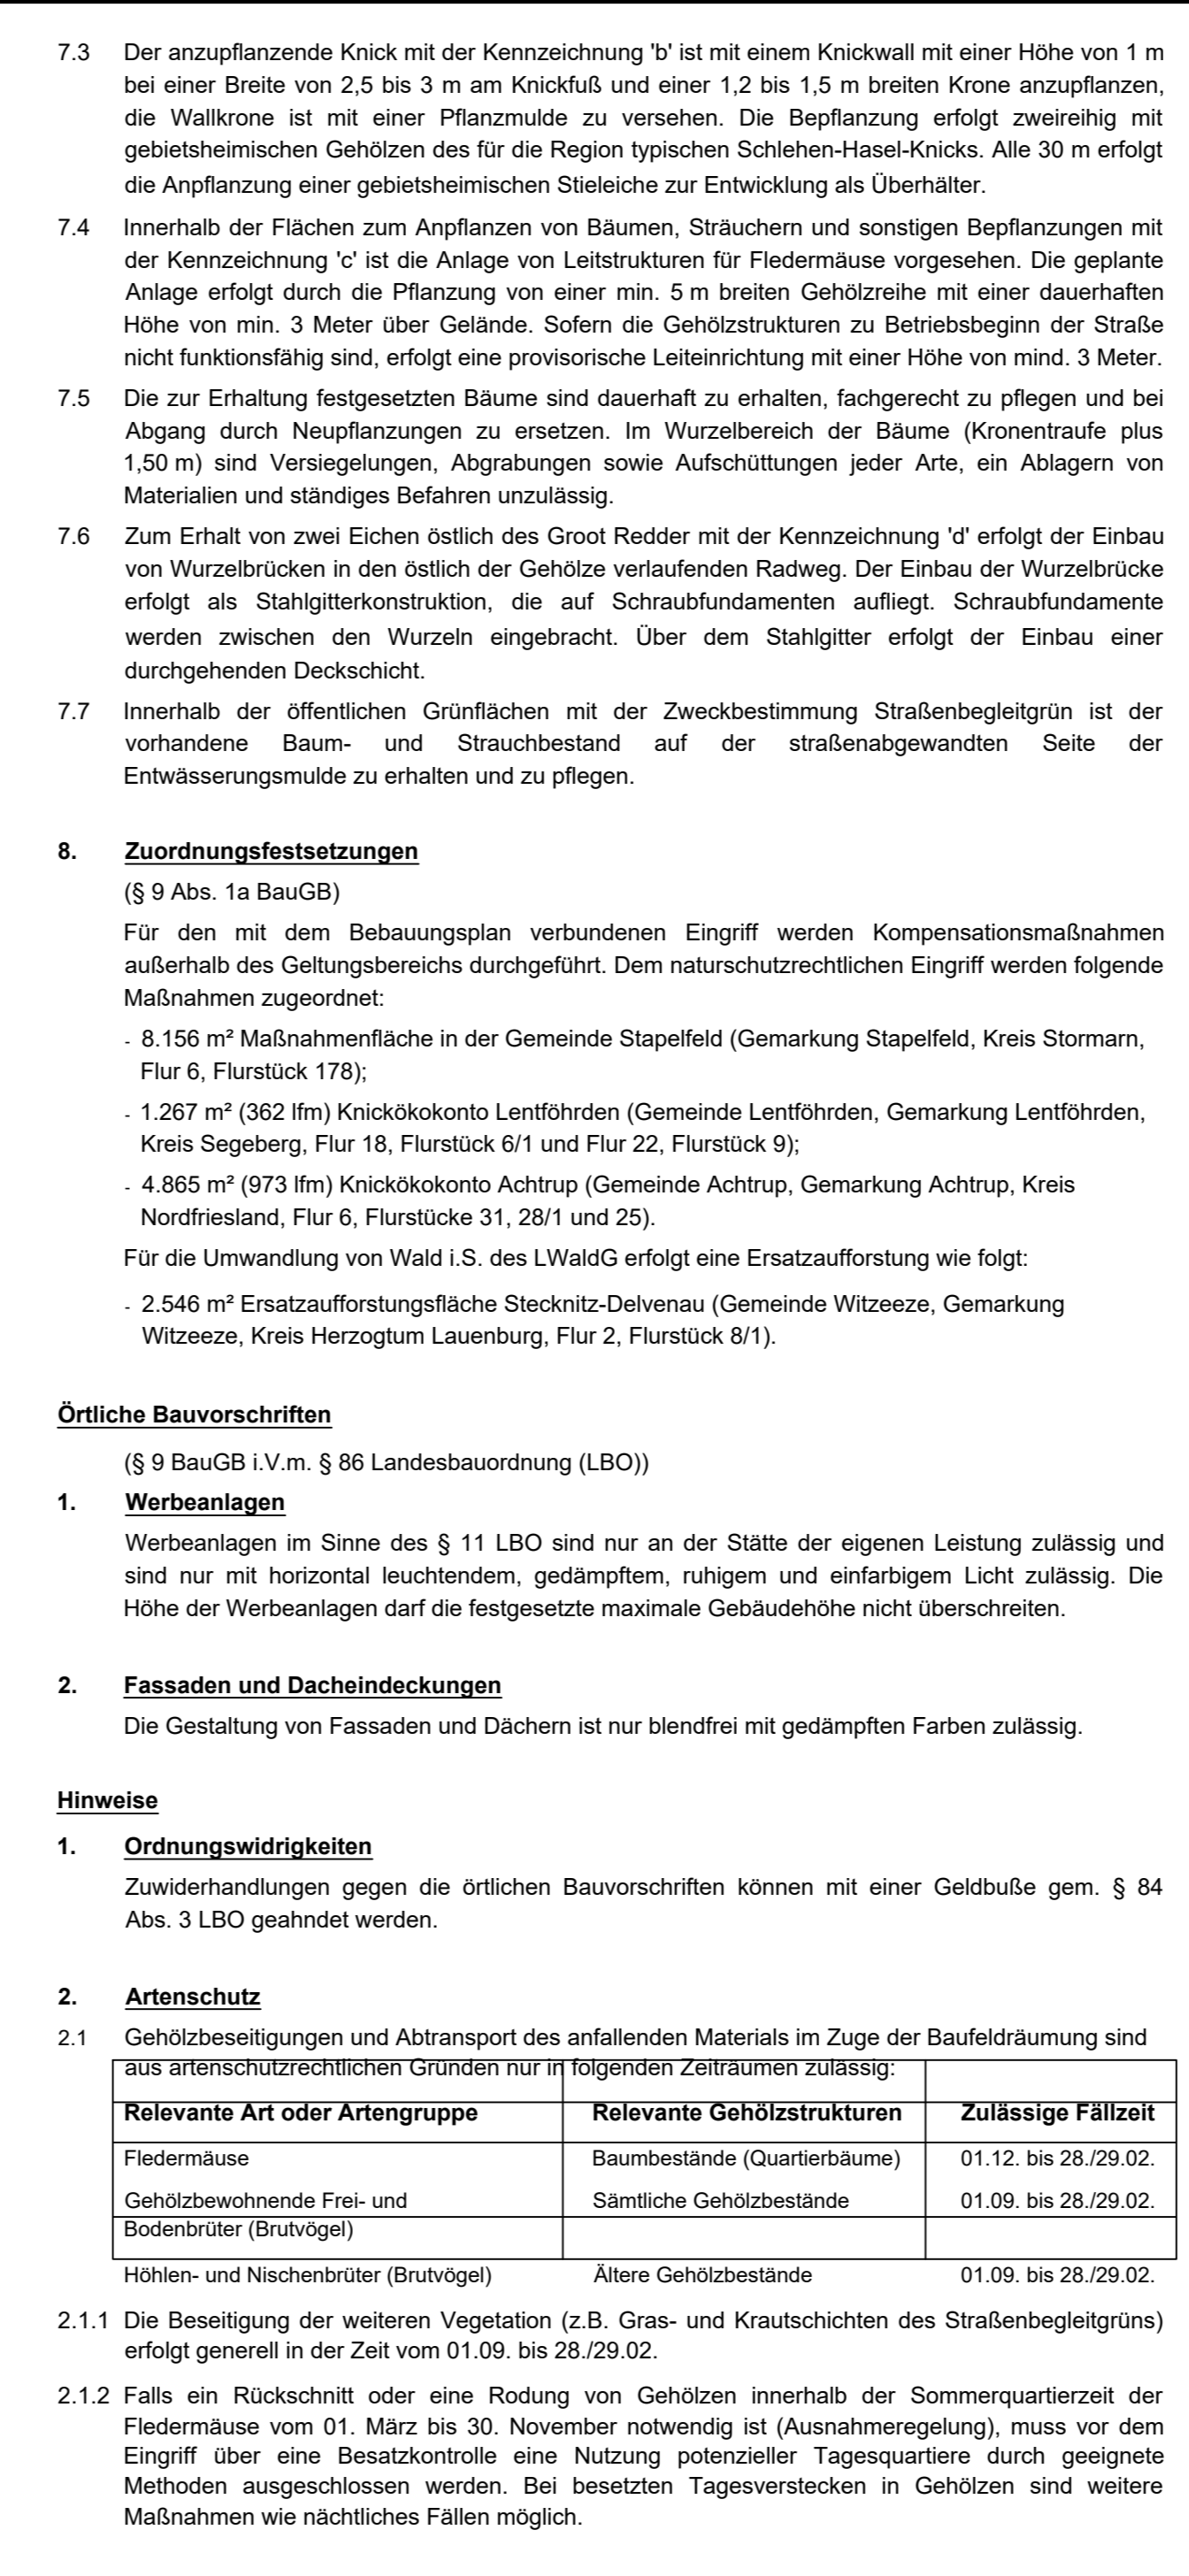 7.3 Der anzupflanzende Knick mit der Kennzeichnung 'b' ist mit einem Knickwall mit einer Höhe von 1 m
bei einer Breite von 2,5 bis 3 m am Knickfuß und einer 1,2 bis 1,5 m breiten Krone anzupflanzen,
die Wallkrone ist mit einer Pflanzmulde zu versehen. Die Bepflanzung erfolgt zweireihig mit
gebietsheimischen Gehölzen des für die Region typischen Schlehen-Hasel-Knicks. Alle 30 m erfolgt
die Anpflanzung einer gebietsheimischen Stieleiche zur Entwicklung als Überhälter.
7.4 Innerhalb der Flächen zum Anpflanzen von Bäumen, Sträuchern und sonstigen Bepflanzungen mit
der Kennzeichnung 'c' ist die Anlage von Leitstrukturen für Fledermäuse vorgesehen. Die geplante
Anlage erfolgt durch die Pflanzung von einer min. 5 m breiten Gehölzreihe mit einer dauerhaften
Höhe von min. 3 Meter über Gelände. Sofern die Gehölzstrukturen zu Betriebsbeginn der Straße
nicht funktionsfähig sind, erfolgt eine provisorische Leiteinrichtung mit einer Höhe von mind. 3 Meter.
7.5 Die zur Erhaltung festgesetzten Bäume sind dauerhaft zu erhalten, fachgerecht zu pflegen und bei
Abgang durch Neupflanzungen zu ersetzen. Im Wurzelbereich der Bäume (Kronentraufe plus
1,50 m) sind Versiegelungen, Abgrabungen sowie Aufschüttungen jeder Arte, ein Ablagern von
Materialien und ständiges Befahren unzulässig.
7.6 Zum Erhalt von zwei Eichen östlich des Groot Redder mit der Kennzeichnung 'd' erfolgt der Einbau
von Wurzelbrücken in den östlich der Gehölze verlaufenden Radweg. Der Einbau der Wurzelbrücke
erfolgt als Stahlgitterkonstruktion, die auf Schraubfundamenten aufliegt. Schraubfundamente
werden zwischen den Wurzeln eingebracht. Über dem Stahlgitter erfolgt der Einbau einer
durchgehenden Deckschicht.
7.7 Innerhalb der öffentlichen Grünflächen mit der Zweckbestimmung Straßenbegleitgrün ist der
vorhandene Baum- und Strauchbestand auf der straßenabgewandten Seite der
Entwässerungsmulde zu erhalten und zu pflegen.
8. Zuordnungsfestsetzungen
(§ 9 Abs. 1a BauGB)
Für den mit dem Bebauungsplan verbundenen Eingriff werden Kompensationsmaßnahmen
außerhalb des Geltungsbereichs durchgeführt. Dem naturschutzrechtlichen Eingriff werden folgende
Maßnahmen zugeordnet:
- 8.156 m² Maßnahmenfläche in der Gemeinde Stapelfeld (Gemarkung Stapelfeld, Kreis Stormarn,
Flur 6, Flurstück 178);
- 1.267 m² (362 lfm) Knickökokonto Lentföhrden (Gemeinde Lentföhrden, Gemarkung Lentföhrden,
Kreis Segeberg, Flur 18, Flurstück 6/1 und Flur 22, Flurstück 9);
- 4.865 m² (973 lfm) Knickökokonto Achtrup (Gemeinde Achtrup, Gemarkung Achtrup, Kreis
Nordfriesland, Flur 6, Flurstücke 31, 28/1 und 25).
Für die Umwandlung von Wald i.S. des LWaldG erfolgt eine Ersatzaufforstung wie folgt:
- 2.546 m² Ersatzaufforstungsfläche Stecknitz-Delvenau (Gemeinde Witzeeze, Gemarkung
Witzeeze, Kreis Herzogtum Lauenburg, Flur 2, Flurstück 8/1).
Örtliche Bauvorschriften
(§ 9 BauGB i.V.m. § 86 Landesbauordnung (LBO))
1. Werbeanlagen
Werbeanlagen im Sinne des § 11 LBO sind nur an der Stätte der eigenen Leistung zulässig und
sind nur mit horizontal leuchtendem, gedämpftem, ruhigem und einfarbigem Licht zulässig. Die
Höhe der Werbeanlagen darf die festgesetzte maximale Gebäudehöhe nicht überschreiten.
2. Fassaden und Dacheindeckungen
Die Gestaltung von Fassaden und Dächern ist nur blendfrei mit gedämpften Farben zulässig.
Hinweise
1. Ordnungswidrigkeiten
Zuwiderhandlungen gegen die örtlichen Bauvorschriften können mit einer Geldbuße gem. § 84
Abs. 3 LBO geahndet werden.
2. Artenschutz
2.1 Gehölzbeseitigungen und Abtransport des anfallenden Materials im Zuge der Baufeldräumung sind
aus artenschutzrechtlichen Gründen nur in folgenden Zeiträumen zulässig:
Relevante Art oder Artengruppe Relevante Gehölzstrukturen Zulässige Fällzeit
Fledermäuse Baumbestände (Quartierbäume) 01.12. bis 28./29.02.
Gehölzbewohnende Frei- und Sämtliche Gehölzbestände 01.09. bis 28./29.02.
Bodenbrüter (Brutvögel)
Höhlen- und Nischenbrüter (Brutvögel) Ältere Gehölzbestände 01.09. bis 28./29.02.
2.1.1 Die Beseitigung der weiteren Vegetation (z.B. Gras- und Krautschichten des Straßenbegleitgrüns)
erfolgt generell in der Zeit vom 01.09. bis 28./29.02.
2.1.2 Falls ein Rückschnitt oder eine Rodung von Gehölzen innerhalb der Sommerquartierzeit der
Fledermäuse vom 01. März bis 30. November notwendig ist (Ausnahmeregelung), muss vor dem
Eingriff über eine Besatzkontrolle eine Nutzung potenzieller Tagesquartiere durch geeignete
Methoden ausgeschlossen werden. Bei besetzten Tagesverstecken in Gehölzen sind weitere
Maßnahmen wie nächtliches Fällen möglich.